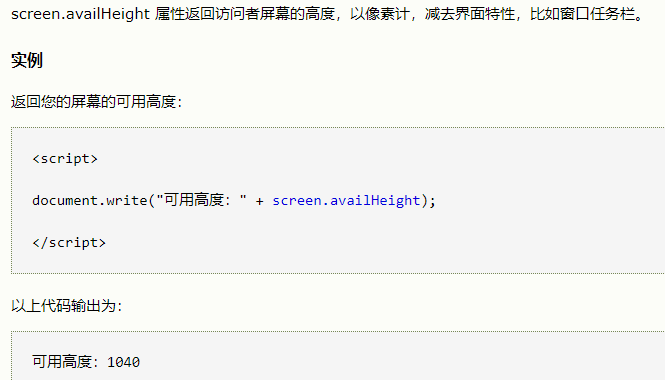 screen.availHeight 属性返回访问者屏幕的高度，以像素计，减去界面特性，比如窗口任务栏。
实例
返回您的屏幕的可用高度：
<script>
document.write("可用高度：" + screen.availHeight);
</script>
以上代码输出为：
可用高度：1040